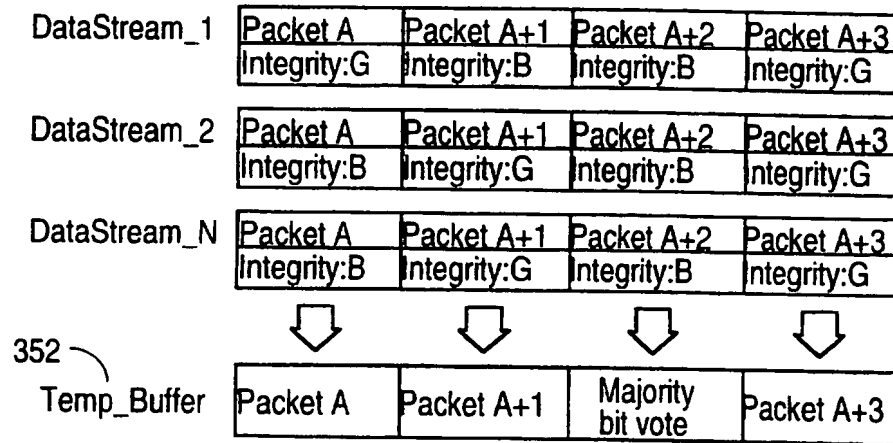 DataStream_1 Packet A Packet A+1 Packet A+2 Packet A+3
Integrity:G Integrity:B Integrity:B Integrity:G
DataStream_2 Packet A Packet A+1 Packet A+2 Packet A+3
Integrity:B Integrity:G Integrity:B Integrity:G
DataStream_N Packet A Packet A+1 Packet A+2 Packet A+3
Integrity:B Integrity:G Integrity:B Integrity:G
352
Temp_Buffer Packet A Packet A+1 Majority bit vote Packet A+3